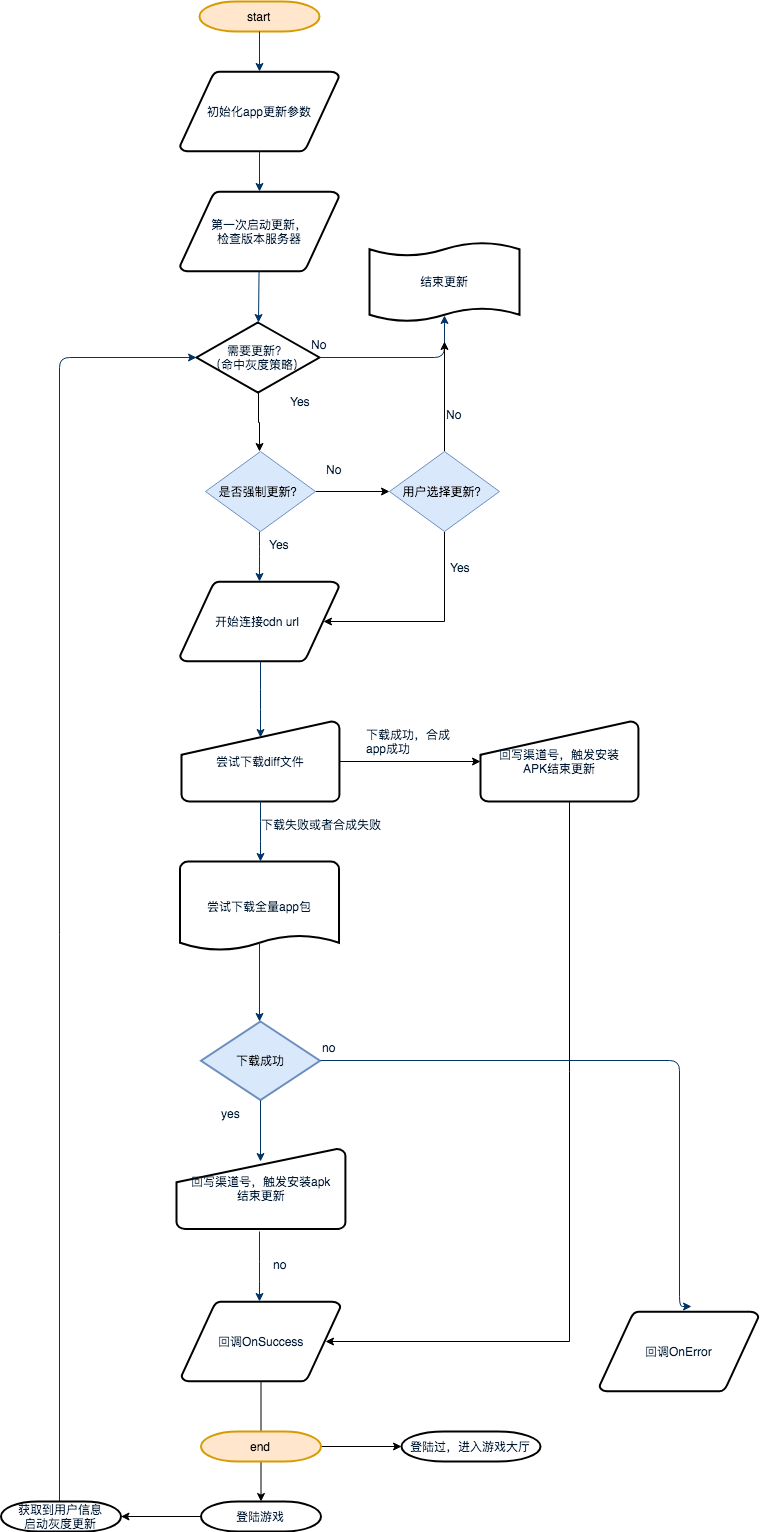 start
初始化app更新参数
第一次启动更新，
检查版本服务器
结束更新
需要更新？
（命中灰度策略）
No
Yes
No
是否强制更新？
No
用户选择更新？
Yes
Yes
开始连接cdn url
尝试下载diff文件
下载成功，合成
app成功
回写渠道号，触发安装
APK结束更新
下载失败或者合成失败
尝试下载全量app包
下载成功
no
yes
回写渠道号，触发安装apk
结束更新
no
回调OnSuccess
回调OnError
end
登陆过，进入游戏大厅
登陆游戏
获取到用户信息
启动灰度更新